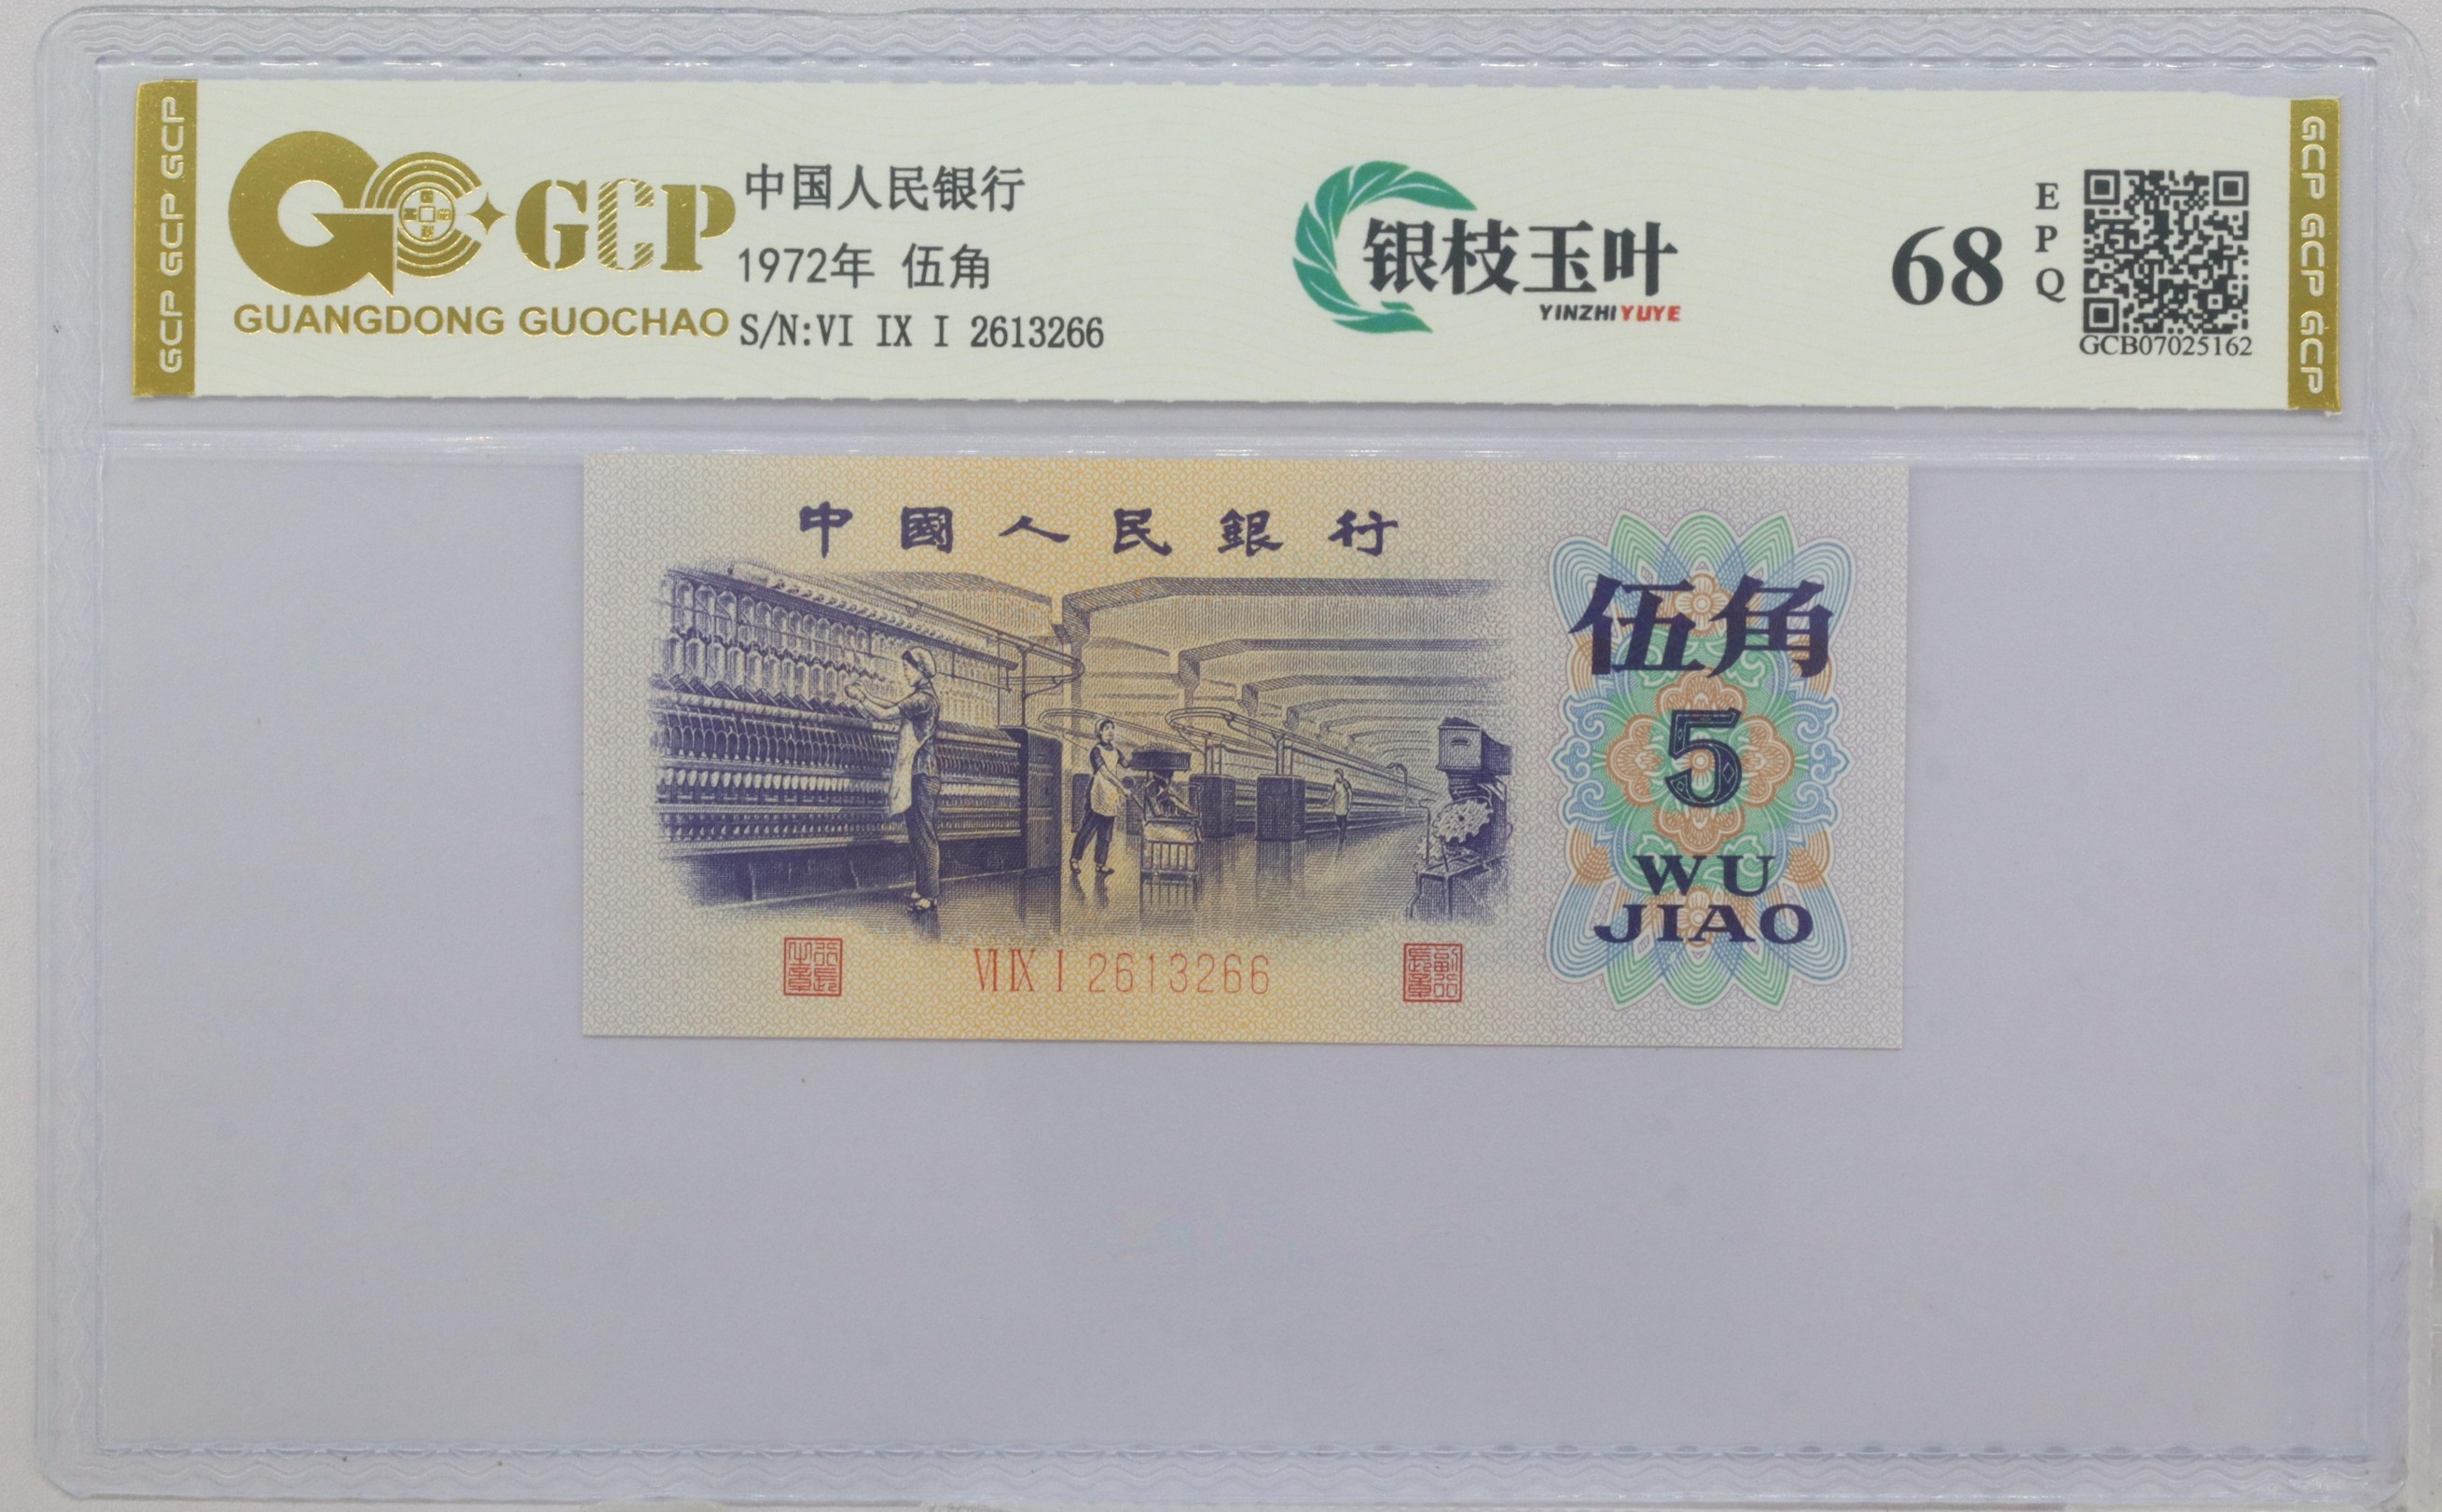 GCP GCP GCP
GCP
GUANGDONG GUOCHAO
中国人民银行
1972年 伍角
S/N:VI IX I 2613266
银枝玉叶
YINZHIYUYE
68
E
P
Q
GCB07025162
GCP GCP GCP
中國人民銀行
伍角
5
WU
JIAO
VI IX I 2613266